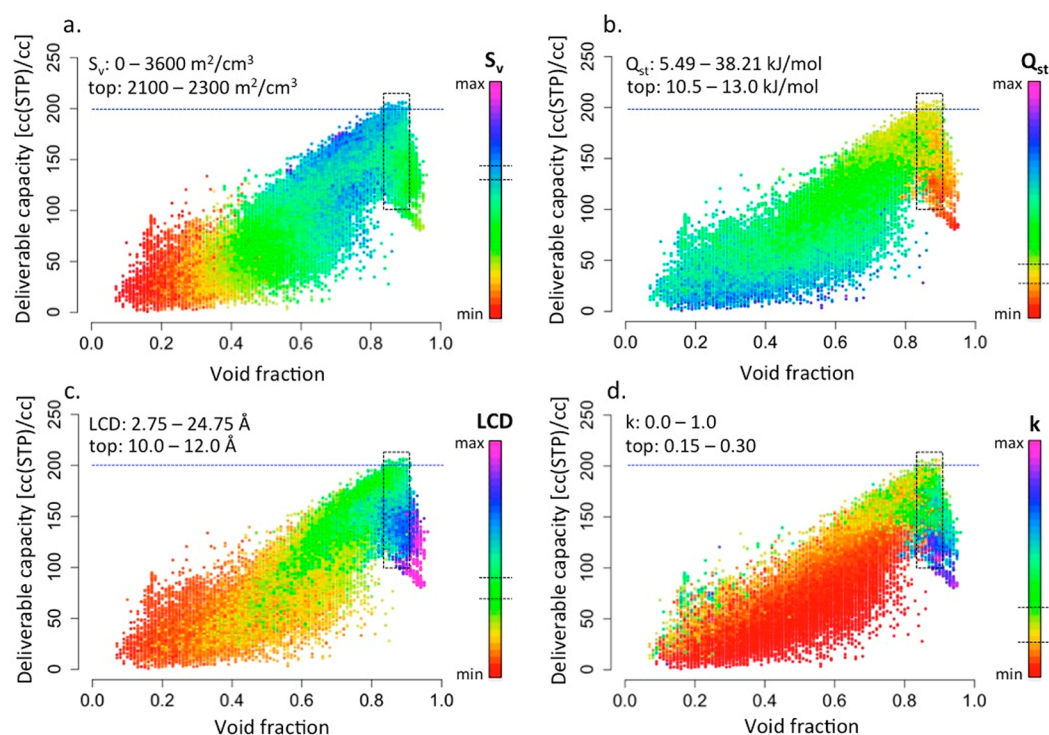 a.
S_v: 0 – 3600 m²/cm³
top: 2100 – 2300 m²/cm³
S_v
max
min
Deliverable capacity [cc(STP)/cc]
250
200
150
100
50
0
0.0 0.2 0.4 0.6 0.8 1.0
Void fraction
b.
Q_st: 5.49 – 38.21 kJ/mol
top: 10.5 – 13.0 kJ/mol
Q_st
max
min
Deliverable capacity [cc(STP)/cc]
250
200
150
100
50
0
0.0 0.2 0.4 0.6 0.8 1.0
Void fraction
c.
LCD: 2.75 – 24.75 Å
top: 10.0 – 12.0 Å
LCD
max
min
Deliverable capacity [cc(STP)/cc]
250
200
150
100
50
0
0.0 0.2 0.4 0.6 0.8 1.0
Void fraction
d.
k: 0.0 – 1.0
top: 0.15 – 0.30
k
max
min
Deliverable capacity [cc(STP)/cc]
250
200
150
100
50
0
0.0 0.2 0.4 0.6 0.8 1.0
Void fraction